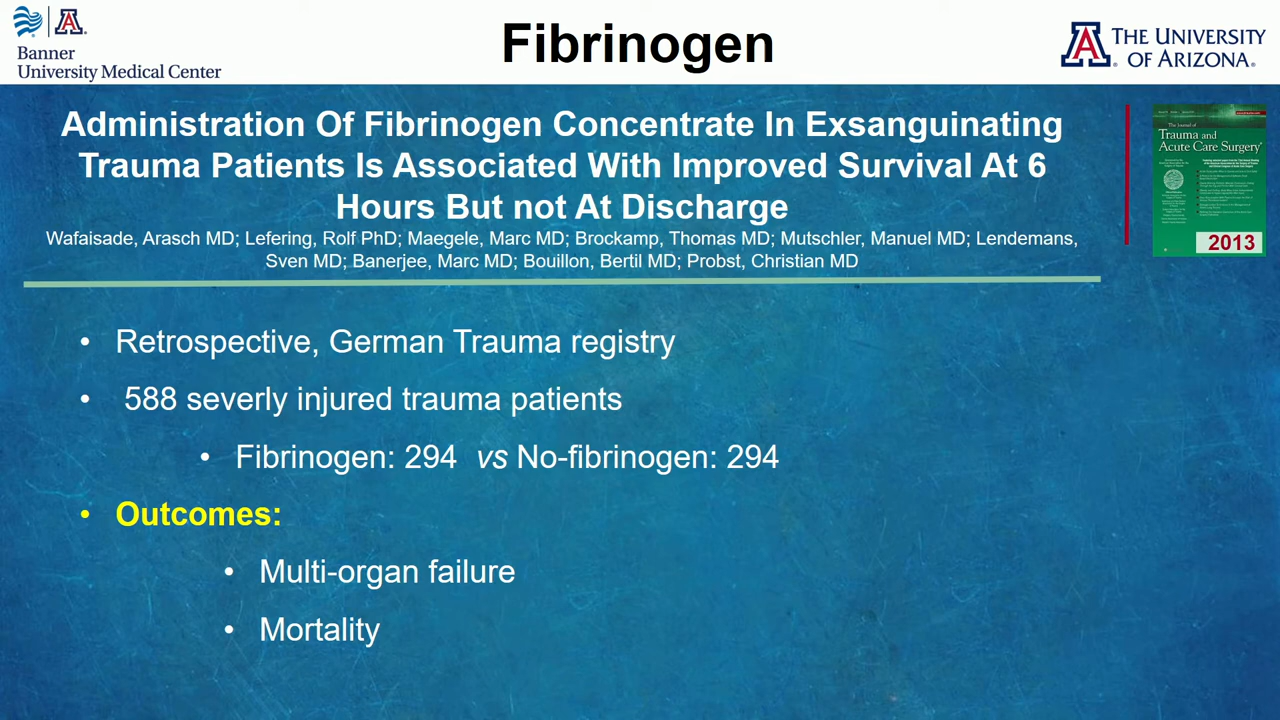 Banner
University Medical Center
Fibrinogen
THE UNIVERSITY
OF ARIZONA.
Administration Of Fibrinogen Concentrate In Exsanguinating
Trauma Patients Is Associated With Improved Survival At 6
Hours But not At Discharge
Wafaisade, Arasch MD; Lefering, Rolf PhD; Maegele, Marc MD; Brockamp, Thomas MD; Mutschler, Manuel MD; Lendemans,
Sven MD; Banerjee, Marc MD; Bouillon, Bertil MD; Probst, Christian MD
The Journal of
Trauma and
Acute Care Surgery
2013
• Retrospective, German Trauma registry
• 588 severly injured trauma patients
• Fibrinogen: 294 vs No-fibrinogen: 294
• Outcomes:
• Multi-organ failure
• Mortality